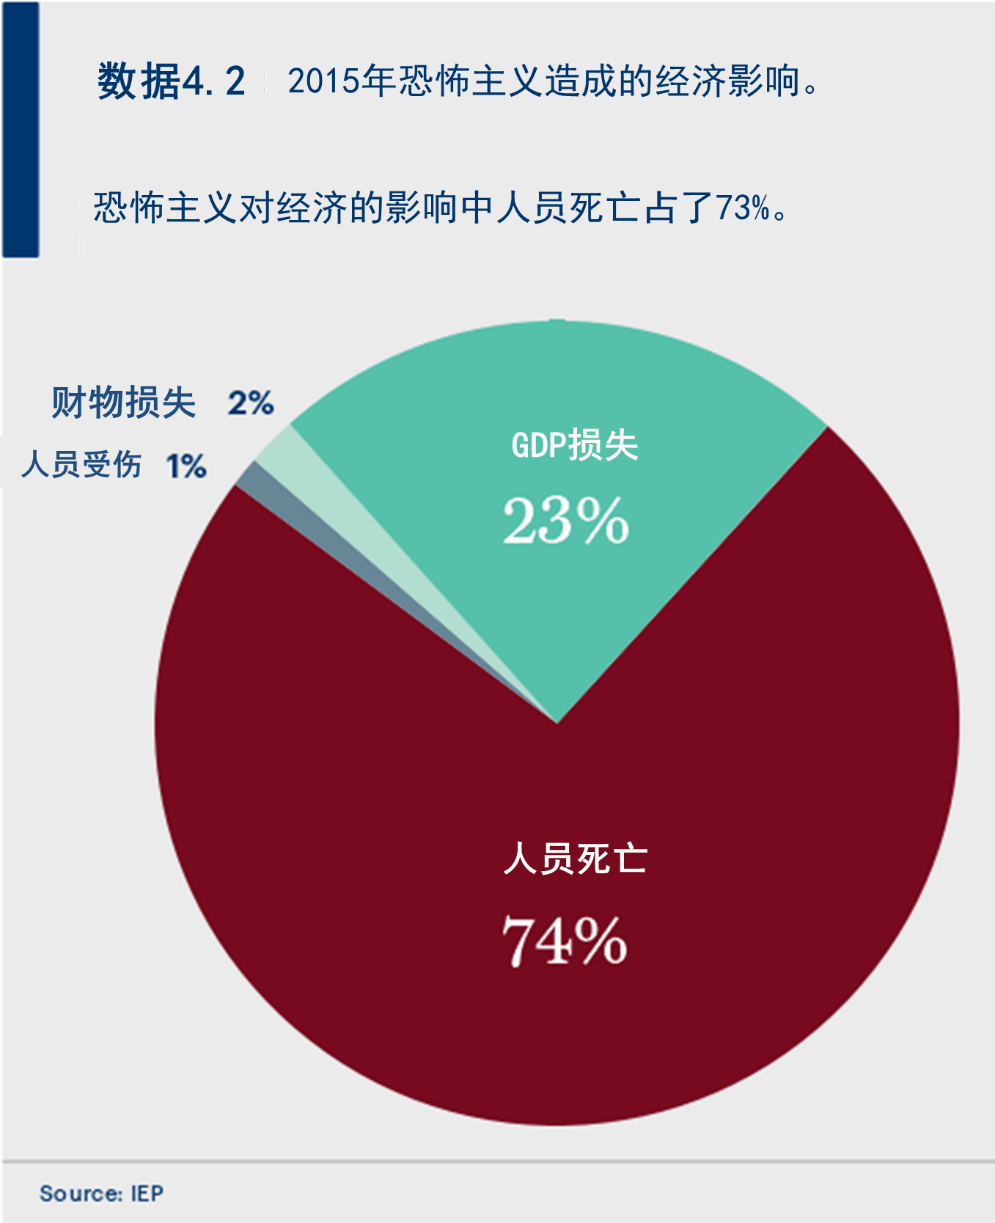 数据4.2 : 2015年恐怖主义造成的经济影响。
恐怖主义对经济的影响中人员死亡占了73%。
财物损失 2%
人员受伤 1%
GDP损失
23%
人员死亡
74%
Source: IEP